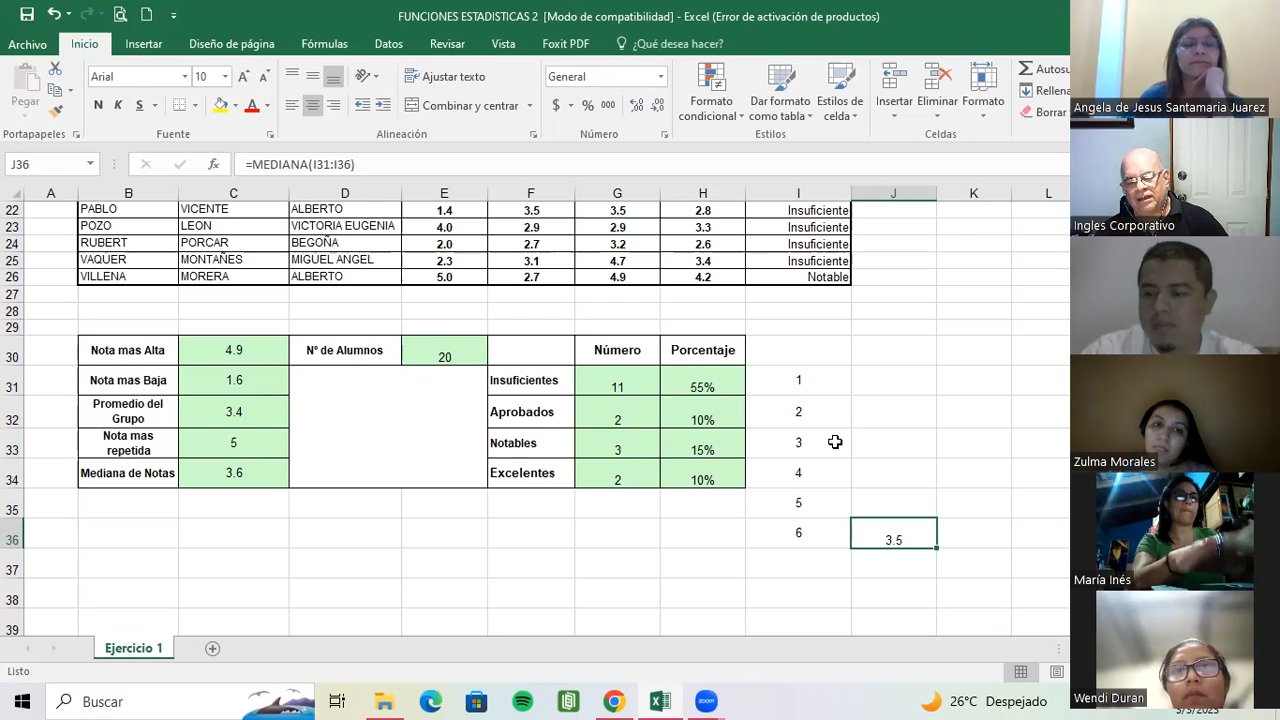 FUNCIONES ESTADISTICAS 2 [Modo de compatibilidad] - Excel (Error de activación de productos)
Archivo Inicio Insertar Diseño de página Fórmulas Datos Revisar Vista Foxit PDF ¿Qué desea hacer?
Pegar Arial 10 Ajustar texto General Formato condicional Dar formato como tabla Estilos de celda Insertar Eliminar Formato Autosu
N K S Combinar y centrar $ % 000 Rellena
Borrar
Portapapeles Fuente Alineación Número Estilos Celdas
J36 fx =MEDIANA(I31:I36)
A B C D E F G H I J K L
22 PABLO VICENTE ALBERTO 1.4 3.5 3.5 2.8 Insuficiente
23 POZO LEON VICTORIA EUGENIA 4.0 2.9 2.9 3.3 Insuficiente
24 RUBERT PORCAR BEGOÑA 2.0 2.7 3.2 2.6 Insuficiente
25 VAQUER MONTAÑES MIGUEL ANGEL 2.3 3.1 4.7 3.4 Insuficiente
26 VILLENA MORERA ALBERTO 5.0 2.7 4.9 4.2 Notable
27
28
29
30 Nota mas Alta 4.9 Nº de Alumnos 20 Número Porcentaje
31 Nota mas Baja 1.6 Insuficientes 11 55% 1
32 Promedio del Grupo 3.4 Aprobados 2 10% 2
33 Nota mas repetida 5 Notables 3 15% 3
34 Mediana de Notas 3.6 Excelentes 2 10% 4
35 5
36 6 3.5
37
38
39
Ejercicio 1
Listo
Buscar 26°C Despejado
3/3/2023
Angela de Jesus Santamaria Juarez
Ingles Corporativo
Zulma Morales
María Inés
Wendi Duran